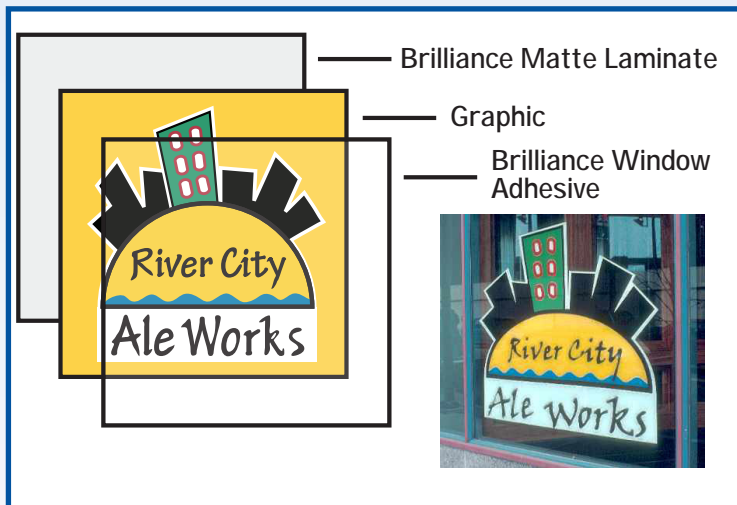 Brilliance Matte Laminate
Graphic
Brilliance Window
Adhesive
River City
Ale Works
River City
Ale Works